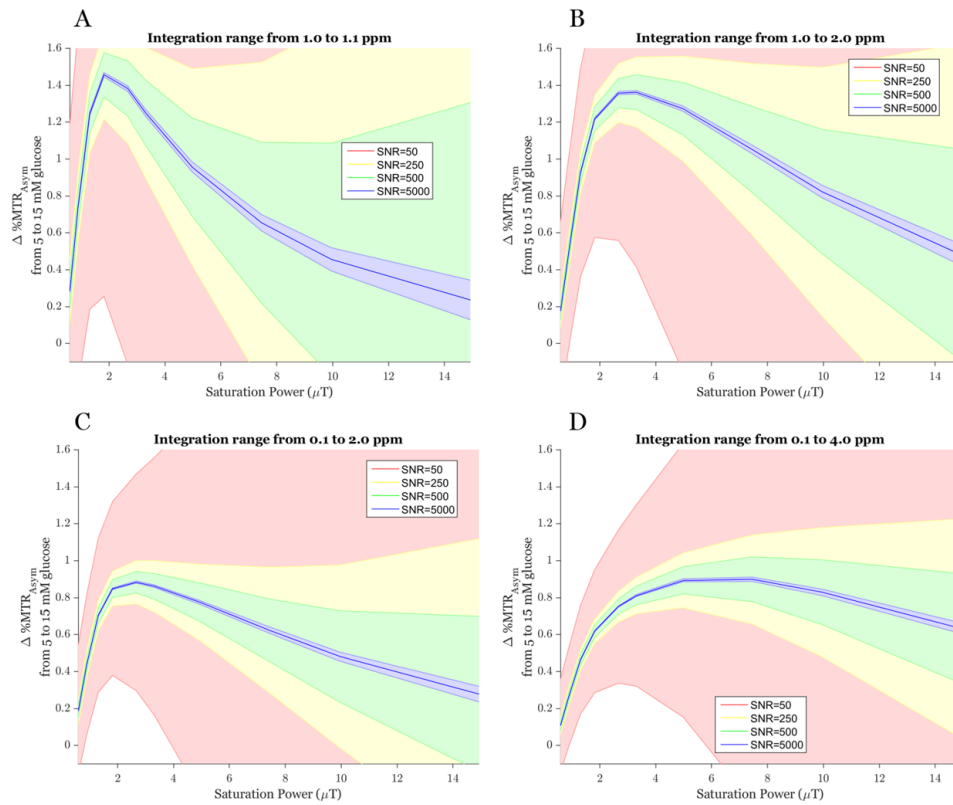 A
Integration range from 1.0 to 1.1 ppm
1.6
1.4
1.2
1
0.8
0.6
0.4
0.2
0
Δ %MTR_Asym
from 5 to 15 mM glucose
SNR=50
SNR=250
SNR=500
SNR=5000
2 4 6 8 10 12 14
Saturation Power (μT)
B
Integration range from 1.0 to 2.0 ppm
1.6
1.4
1.2
1
0.8
0.6
0.4
0.2
0
Δ %MTR_Asym
from 5 to 15 mM glucose
SNR=50
SNR=250
SNR=500
SNR=5000
2 4 6 8 10 12 14
Saturation Power (μT)
C
Integration range from 0.1 to 2.0 ppm
1.6
1.4
1.2
1
0.8
0.6
0.4
0.2
0
Δ %MTR_Asym
from 5 to 15 mM glucose
SNR=50
SNR=250
SNR=500
SNR=5000
2 4 6 8 10 12 14
Saturation Power (μT)
D
Integration range from 0.1 to 4.0 ppm
1.6
1.4
1.2
1
0.8
0.6
0.4
0.2
0
Δ %MTR_Asym
from 5 to 15 mM glucose
SNR=50
SNR=250
SNR=500
SNR=5000
2 4 6 8 10 12 14
Saturation Power (μT)